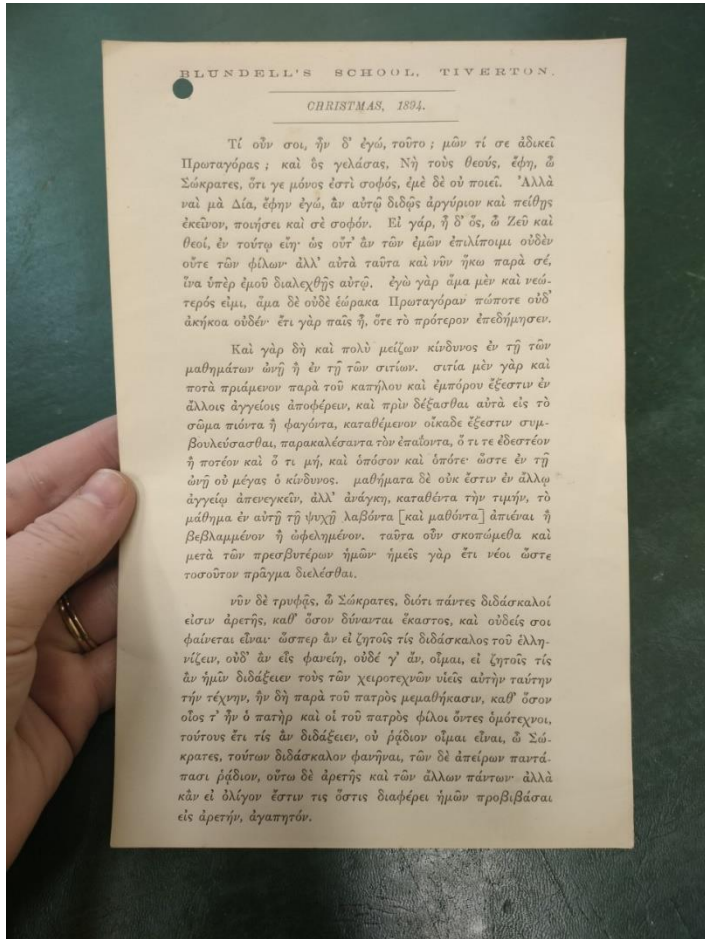 BLUNDELL'S SCHOOL, TIVERTON.
CHRISTMAS, 1894.
Τί οὖν σοι, ἦν δ' ἐγώ, τοῦτο ; μῶν τί σε ἀδικεῖ
Πρωταγόρας ; καὶ ὃς γελάσας, Νὴ τοὺς θεούς, ἔφη, ὦ
Σώκρατες, ὅτι γε μόνος ἐστὶ σοφός, ἐμὲ δὲ οὐ ποιεῖ. Ἀλλὰ
ναὶ μὰ Δία, ἔφην ἐγώ, ἂν αὐτῷ διδῷς ἀργύριον καὶ πείθῃς
ἐκεῖνον, ποιήσει καὶ σὲ σοφόν. Εἰ γάρ, ἦ δ' ὅς, ὦ Ζεῦ καὶ
θεοί, ἐν τούτῳ εἴη· ὡς οὔτ' ἂν τῶν ἐμῶν ἐπιλίποιμι οὐδὲν
οὔτε τῶν φίλων· ἀλλ' αὐτὰ ταῦτα καὶ νῦν ἥκω παρὰ σέ,
ἵνα ὑπὲρ ἐμοῦ διαλεχθῇς αὐτῷ. ἐγὼ γὰρ ἅμα μὲν καὶ νεώ-
τερός εἰμι, ἅμα δὲ οὐδὲ ἑώρακα Πρωταγόραν πώποτε οὐδ'
ἀκήκοα οὐδέν· ἔτι γὰρ παῖς ἦ, ὅτε τὸ πρότερον ἐπεδήμησεν.
Καὶ γὰρ δὴ καὶ πολὺ μείζων κίνδυνος ἐν τῇ τῶν
μαθημάτων ὠνῇ ἢ ἐν τῇ τῶν σιτίων. σιτία μὲν γὰρ καὶ
ποτὰ πριάμενον παρὰ τοῦ καπήλου καὶ ἐμπόρου ἔξεστιν ἐν
ἄλλοις ἀγγείοις ἀποφέρειν, καὶ πρὶν δέξασθαι αὐτὰ εἰς τὸ
σῶμα πιόντα ἢ φαγόντα, καταθέμενον οἴκαδε ἔξεστιν συμ-
βουλεύσασθαι, παρακαλέσαντα τὸν ἐπαΐοντα, ὅ τι τε ἐδεστέον
ἢ ποτέον καὶ ὅ τι μή, καὶ ὁπόσον καὶ ὁπότε· ὥστε ἐν τῇ
ὠνῇ οὐ μέγας ὁ κίνδυνος. μαθήματα δὲ οὐκ ἔστιν ἐν ἄλλῳ
ἀγγείῳ ἀπενεγκεῖν, ἀλλ' ἀνάγκη, καταθέντα τὴν τιμήν, τὸ
μάθημα ἐν αὐτῇ τῇ ψυχῇ λαβόντα [καὶ μαθόντα] ἀπιέναι ἢ
βεβλαμμένον ἢ ὠφελημένον. ταῦτα οὖν σκοπώμεθα καὶ
μετὰ τῶν πρεσβυτέρων ἡμῶν· ἡμεῖς γὰρ ἔτι νέοι ὥστε
τοσοῦτον πρᾶγμα διελέσθαι.
νῦν δὲ τρυφᾷς, ὦ Σώκρατες, διότι πάντες διδάσκαλοί
εἰσιν ἀρετῆς, καθ' ὅσον δύνανται ἕκαστος, καὶ οὐδείς σοι
φαίνεται εἶναι· ὥσπερ ἂν εἰ ζητοῖς τίς διδάσκαλος τοῦ ἑλλη-
νίζειν, οὐδ' ἂν εἷς φανείη, οὐδέ γ' ἄν, οἶμαι, εἰ ζητοῖς τίς
ἂν ἡμῖν διδάξειεν τοὺς τῶν χειροτεχνῶν υἱεῖς αὐτὴν ταύτην
τὴν τέχνην, ἣν δὴ παρὰ τοῦ πατρὸς μεμαθήκασιν, καθ' ὅσον
οἷος τ' ἦν ὁ πατὴρ καὶ οἱ τοῦ πατρὸς φίλοι ὄντες ὁμότεχνοι,
τούτους ἔτι τίς ἂν διδάξειεν, οὐ ῥᾴδιον οἶμαι εἶναι, ὦ Σώ-
κρατες, τούτων διδάσκαλον φανῆναι, τῶν δὲ ἀπείρων παντά-
πασι ῥᾴδιον, οὕτω δὲ ἀρετῆς καὶ τῶν ἄλλων πάντων· ἀλλὰ
κἂν εἰ ὀλίγον ἔστιν τις ὅστις διαφέρει ἡμῶν προβιβάσαι
εἰς ἀρετήν, ἀγαπητόν.